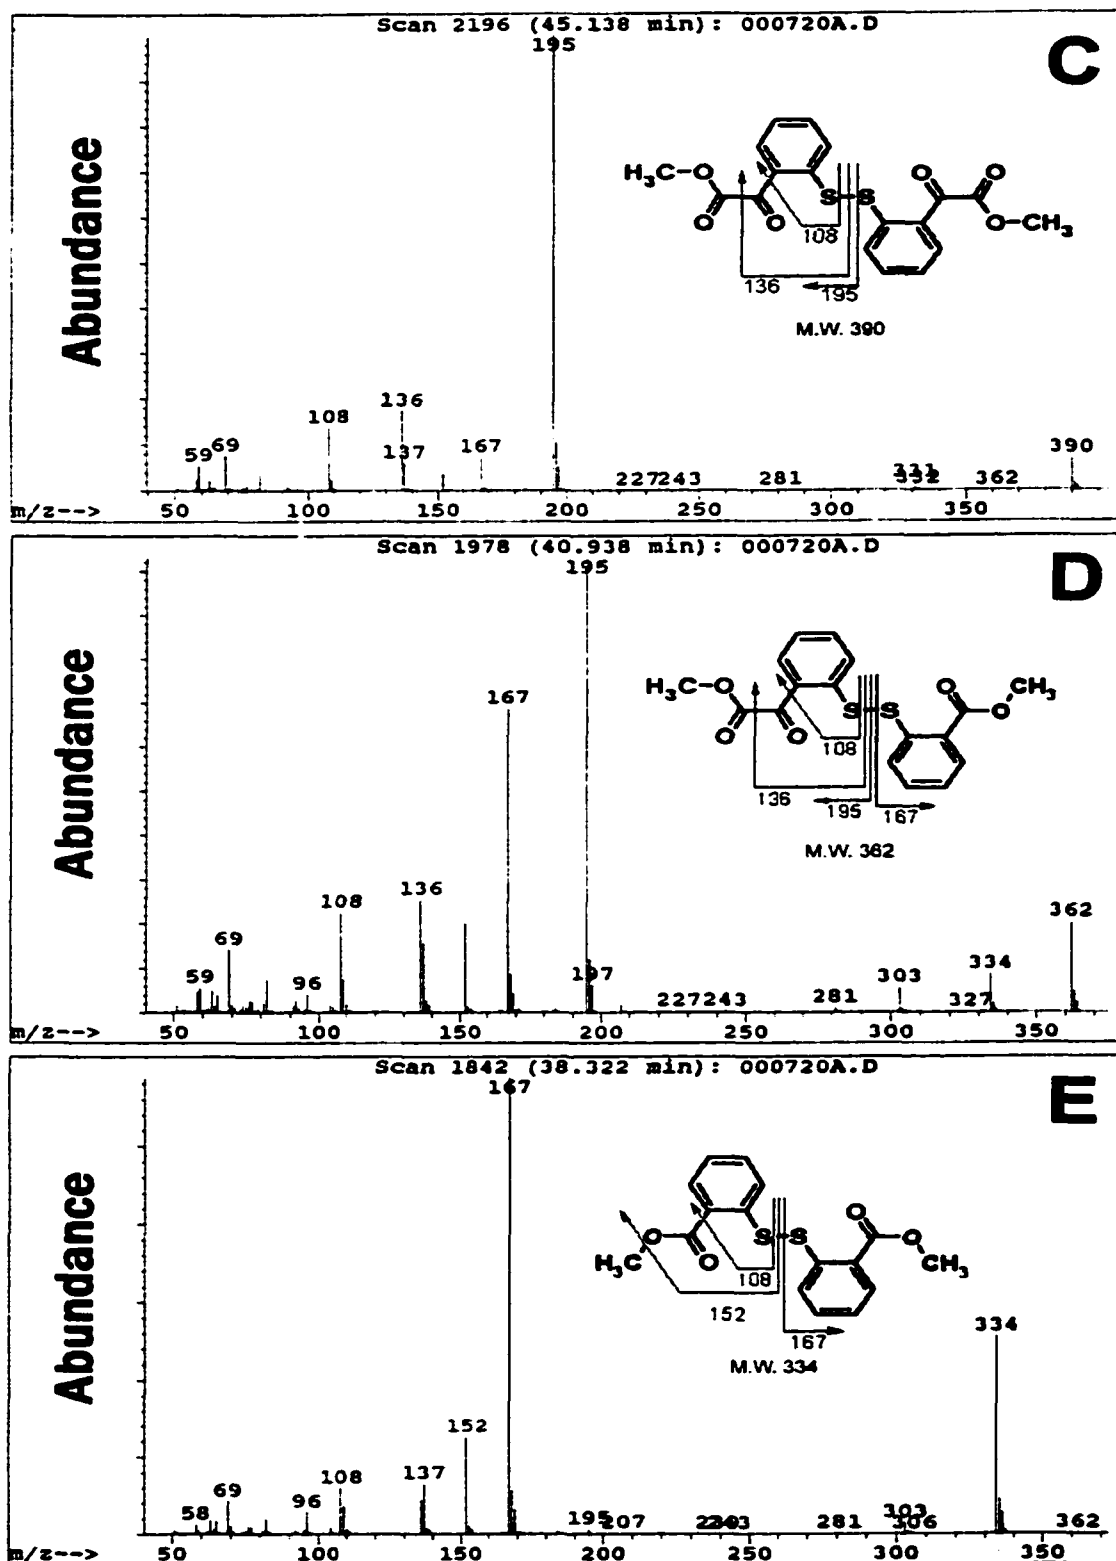 Scan 2196 (45.138 min): 000720A.D
C
195
Abundance
H₃C-O
O
O
S-S
O
O
O-CH₃
108
136
195
M.W. 390
136
108
137
167
59
69
227
243
281
331
362
390
m/z-->
50
100
150
200
250
300
350
Scan 1978 (40.938 min): 000720A.D
D
195
Abundance
H₃C-O
O
O
S-S
O
O
CH₃
108
136
195
167
M.W. 362
167
136
108
69
59
96
197
227
243
281
303
327
334
362
m/z-->
50
100
150
200
250
300
350
Scan 1842 (38.322 min): 000720A.D
E
167
Abundance
O
H₃C
O
S-S
O
O
CH₃
108
152
167
M.W. 334
334
152
137
108
69
58
96
195
207
243
281
303
306
362
m/z-->
50
100
150
200
250
300
350